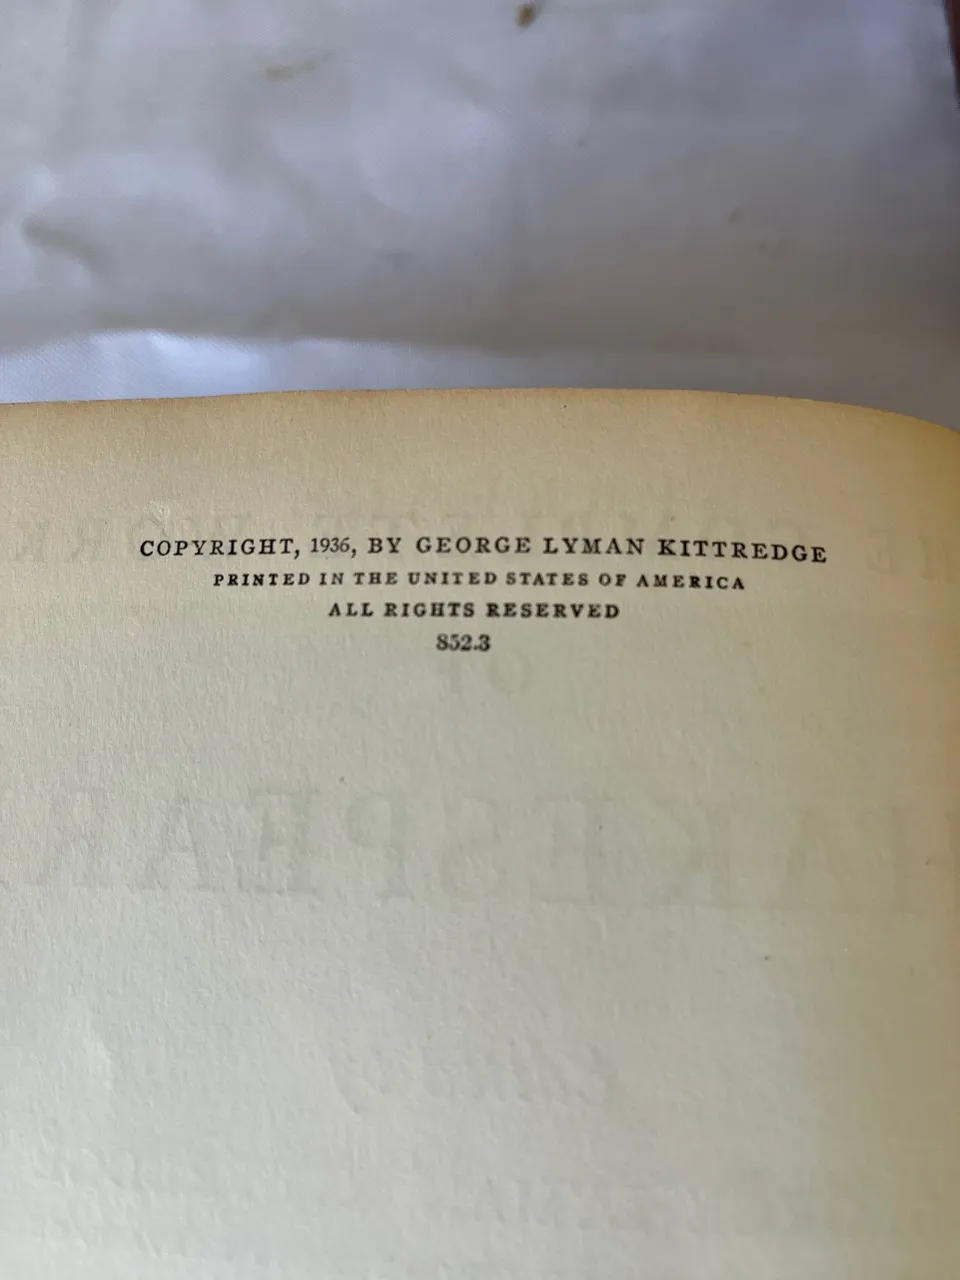 COPYRIGHT, 1936, BY GEORGE LYMAN KITTREDGE
PRINTED IN THE UNITED STATES OF AMERICA
ALL RIGHTS RESERVED
852.3